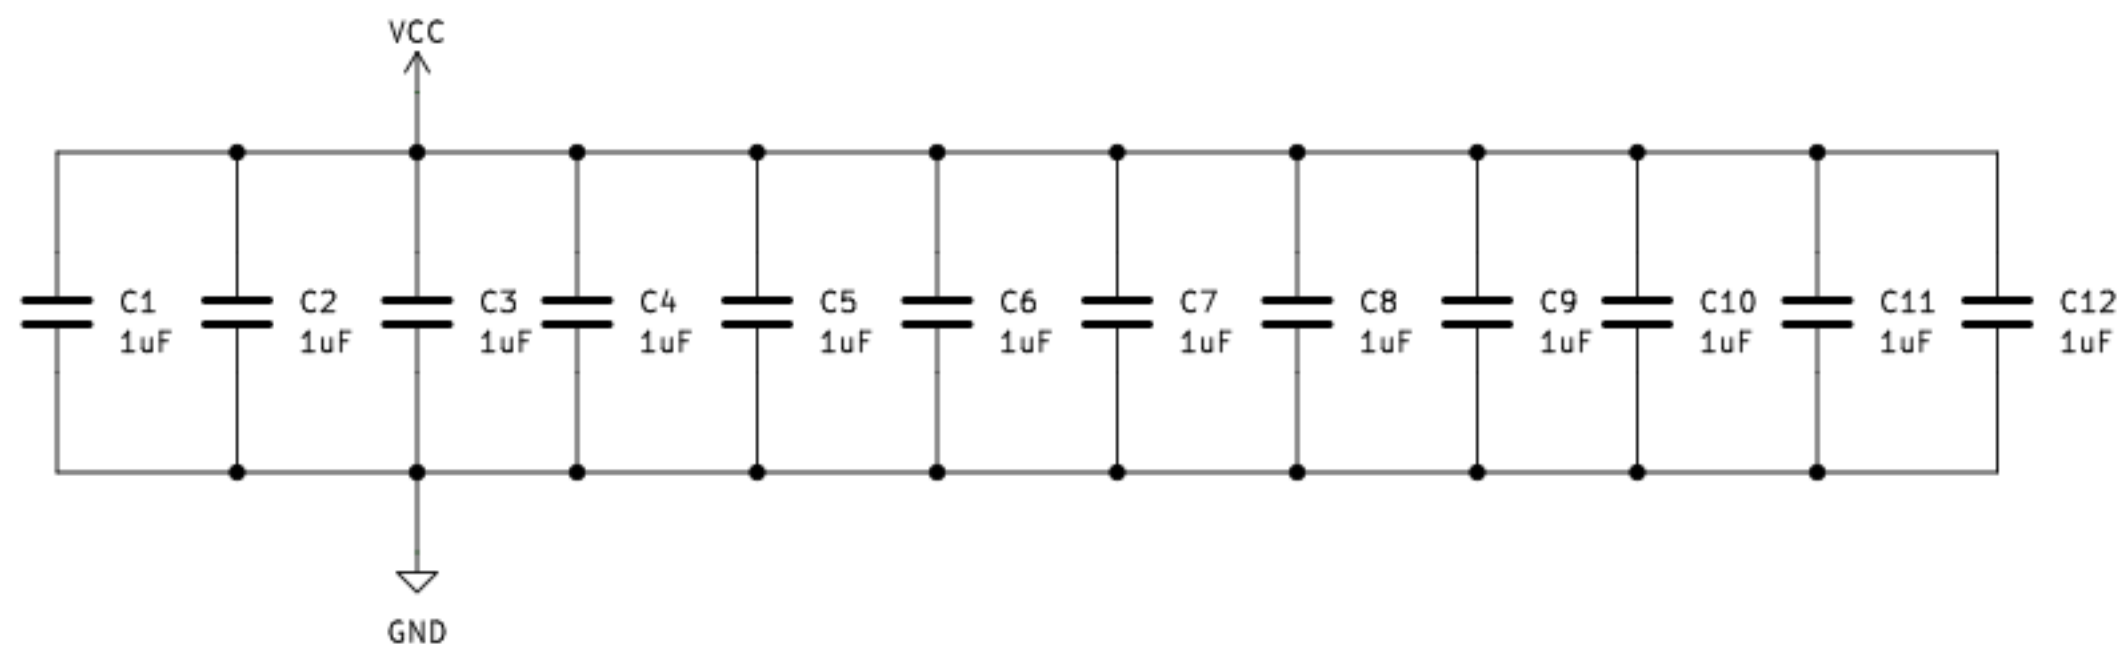 VCC
C1 C2 C3 C4 C5 C6 C7 C8 C9 C10 C11 C12
1uF 1uF 1uF 1uF 1uF 1uF 1uF 1uF 1uF 1uF 1uF 1uF
GND